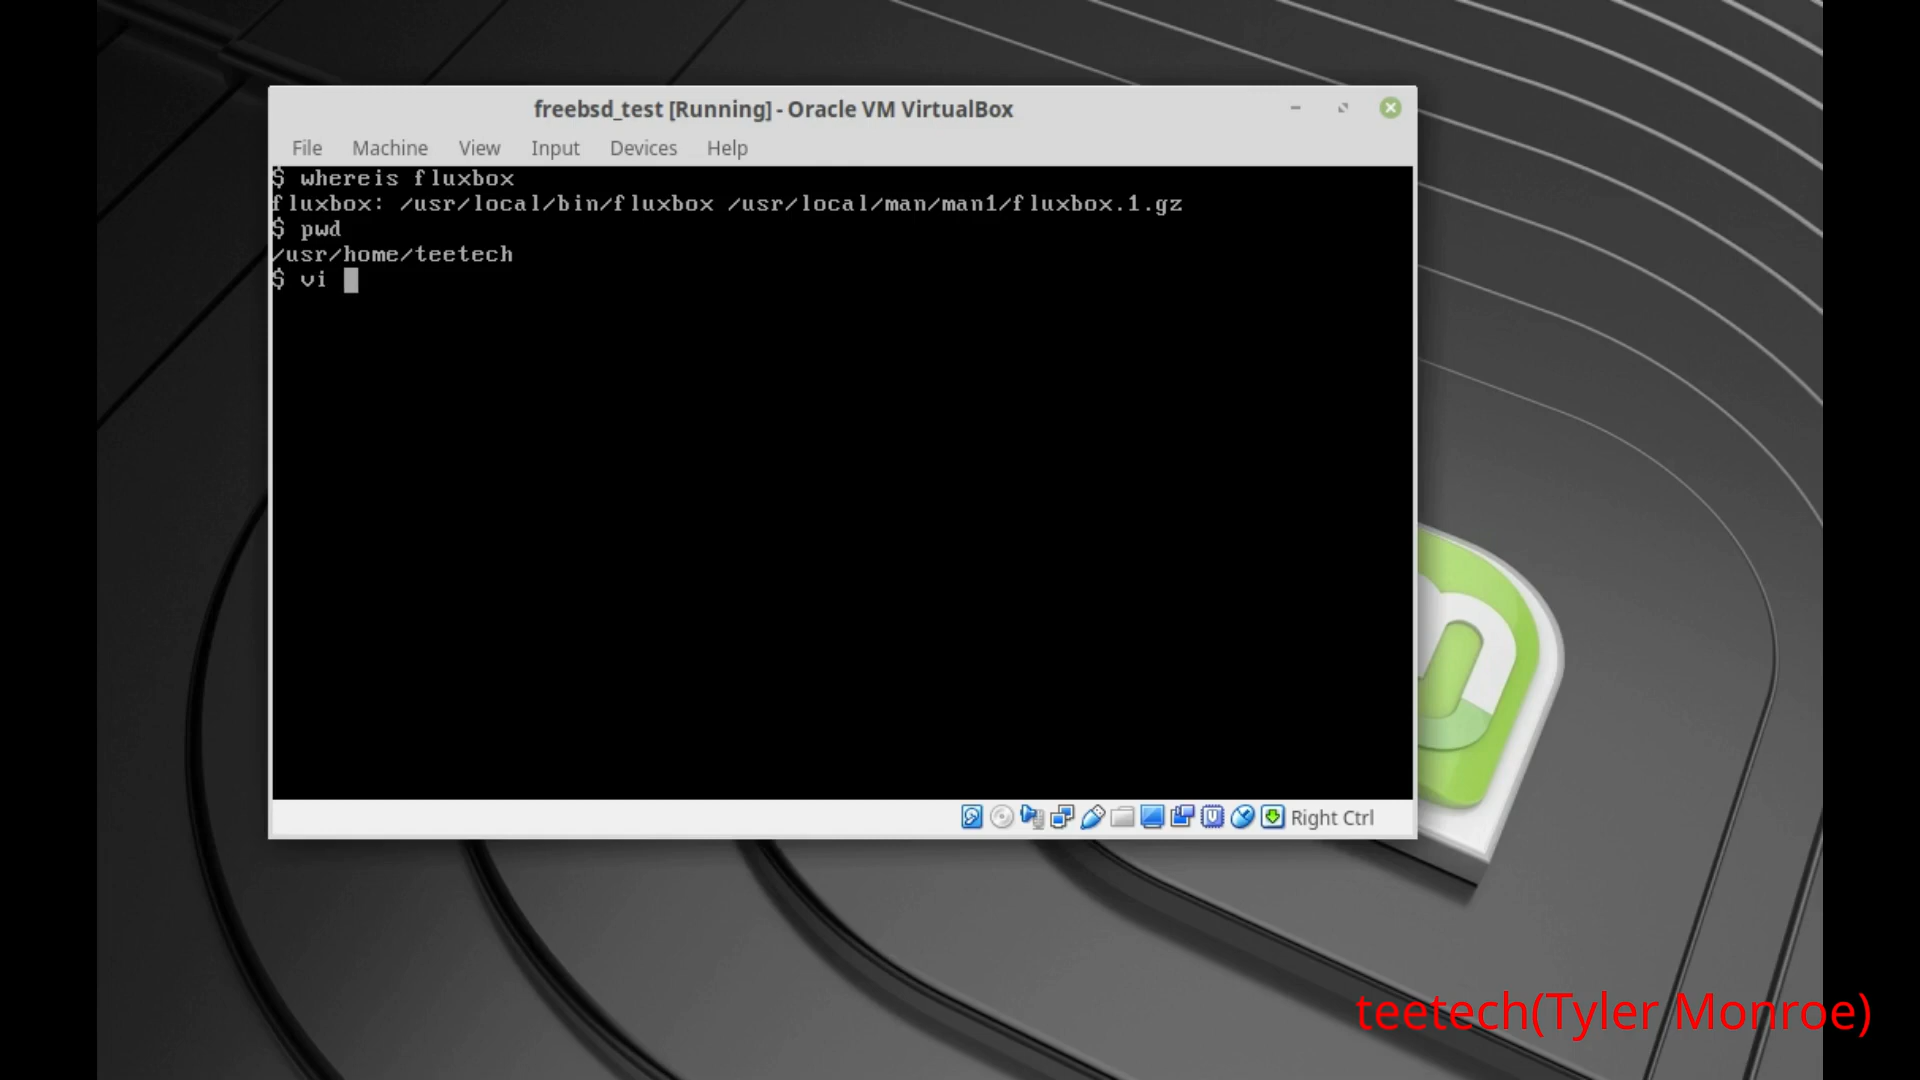 freebsd_test [Running] - Oracle VM VirtualBox
File Machine View Input Devices Help
$ whereis fluxbox
fluxbox: /usr/local/bin/fluxbox /usr/local/man/man1/fluxbox.1.gz
$ pwd
/usr/home/teetech
$ vi
Right Ctrl
teetech(Tyler Monroe)